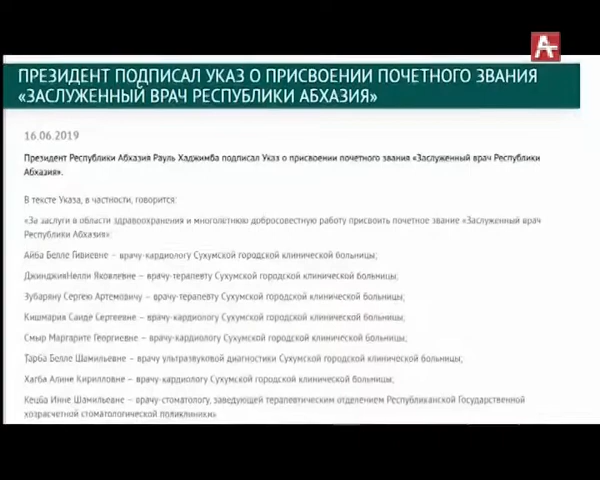 ПРЕЗИДЕНТ ПОДПИСАЛ УКАЗ О ПРИСВОЕНИИ ПОЧЕТНОГО ЗВАНИЯ
«ЗАСЛУЖЕННЫЙ ВРАЧ РЕСПУБЛИКИ АБХАЗИЯ»
16.06.2019
Президент Республики Абхазия Рауль Хаджимба подписал Указ о присвоении почетного звания «Заслуженный врач Республики
Абхазия».
В тексте Указа, в частности, говорится:
«За заслуги в области здравоохранения и многолетнюю добросовестную работу присвоить почетное звание «Заслуженный врач
Республики Абхазия»
Айба Белле Гивиевне – врачу-кардиологу Сухумской городской клинической больницы;
ДжинджияНелли Яковлевне – врачу-терапевту Сухумской городской клинической больницы;
Зубаряну Сергею Артемовичу – врачу-терапевту Сухумской городской клинической больницы;
Кишмария Саиде Сергеевне – врачу-кардиологу Сухумской городской клинической больницы;
Смыр Маргарите Георгиевне – врачу-кардиологу Сухумской городской клинической больницы;
Тарба Белле Шамильевне – врачу ультразвуковой диагностики Сухумской городской клинической больницы;
Хагба Алине Кирилловне – врачу-кардиологу Сухумской городской клинической больницы;
Кецба Инне Шамильевне – врачу-стоматологу, заведующей терапевтическим отделением Республиканской Государственной
хозрасчетной стоматологической поликлиники»